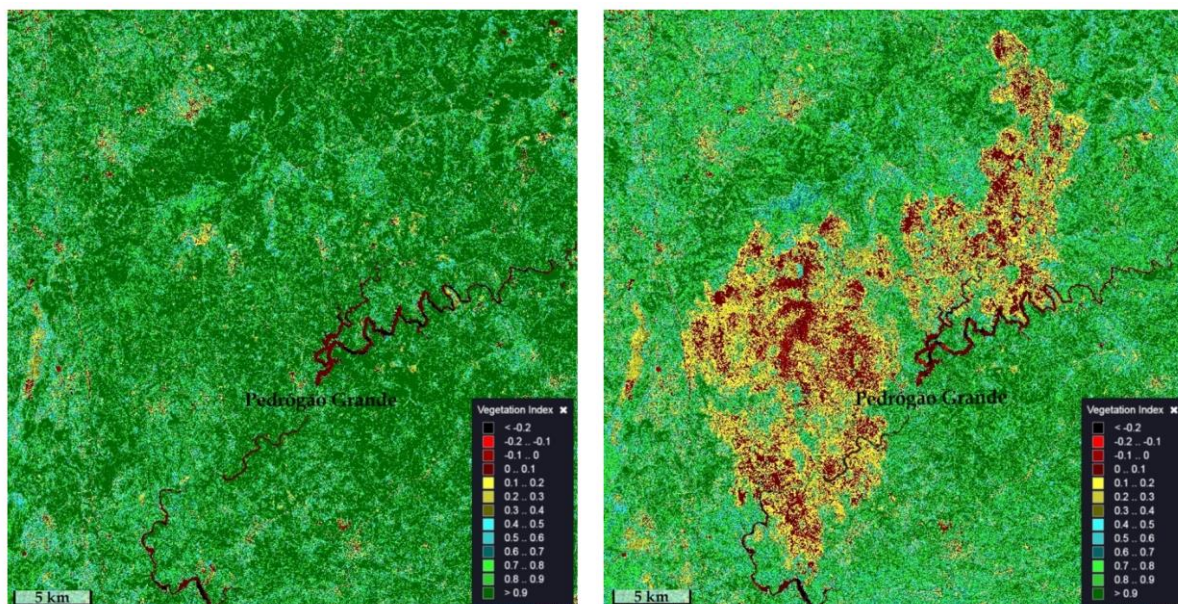 Pedrógão Grande
Vegetation Index ✖
< -0.2
-0.2 .. -0.1
-0.1 .. 0
0 .. 0.1
0.1 .. 0.2
0.2 .. 0.3
0.3 .. 0.4
0.4 .. 0.5
0.5 .. 0.6
0.6 .. 0.7
0.7 .. 0.8
0.8 .. 0.9
> 0.9
5 km
Pedrógão Grande
Vegetation Index ✖
< -0.2
-0.2 .. -0.1
-0.1 .. 0
0 .. 0.1
0.1 .. 0.2
0.2 .. 0.3
0.3 .. 0.4
0.4 .. 0.5
0.5 .. 0.6
0.6 .. 0.7
0.7 .. 0.8
0.8 .. 0.9
> 0.9
5 km